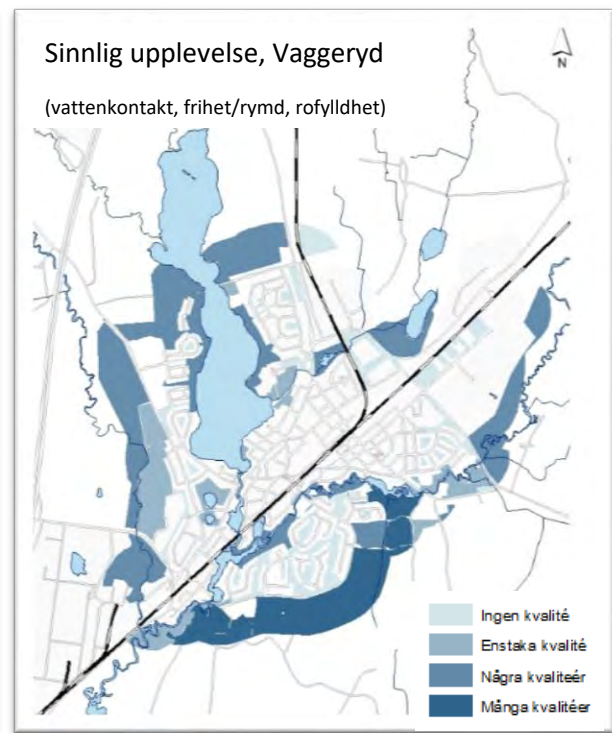 Sinnlig upplevelse, Vaggeryd
(vattenkontakt, frihet/rymd, rofylldhet)
N
Ingen kvalité
Enstaka kvalité
Några kvaliteér
Många kvalitéer